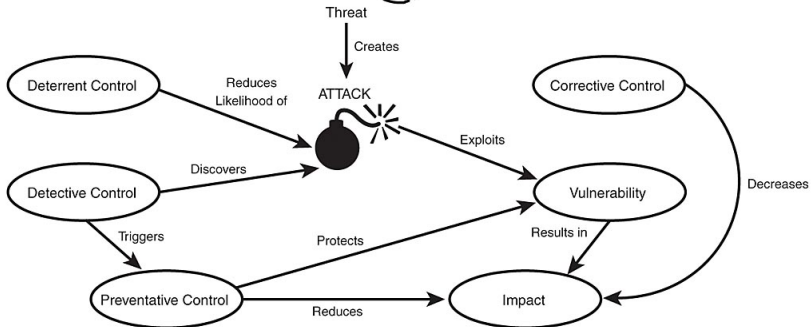 Threat
Creates
Deterrent Control
Reduces
Likelihood of
ATTACK
Corrective Control
Exploits
Discovers
Detective Control
Vulnerability
Decreases
Triggers
Protects
Results in
Preventative Control
Impact
Reduces